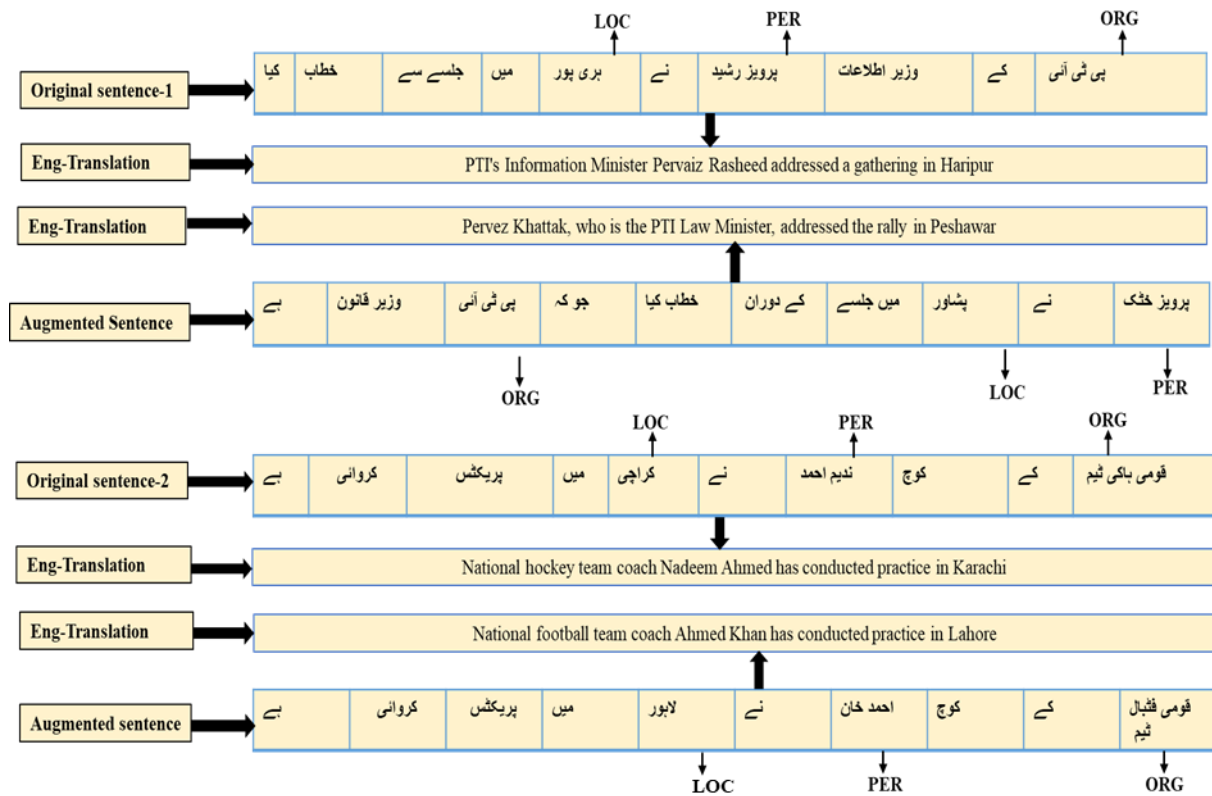 LOC PER ORG
Original sentence-1
پی ٹی آئی کے وزیر اطلاعات پرویز رشید نے ہری پور میں جلسے سے خطاب کیا
Eng-Translation
PTI's Information Minister Pervaiz Rasheed addressed a gathering in Haripur
Eng-Translation
Pervez Khattak, who is the PTI Law Minister, addressed the rally in Peshawar
Augmented Sentence
پرویز خٹک نے پشاور میں جلسے کے دوران خطاب کیا جو کہ پی ٹی آئی وزیر قانون ہے
ORG LOC PER
LOC PER ORG
Original sentence-2
قومی ہاکی ٹیم کے کوچ ندیم احمد نے کراچی میں پریکٹس کروائی ہے
Eng-Translation
National hockey team coach Nadeem Ahmed has conducted practice in Karachi
Eng-Translation
National football team coach Ahmed Khan has conducted practice in Lahore
Augmented sentence
قومی فٹبال ٹیم کے کوچ احمد خان نے لاہور میں پریکٹس کروائی ہے
LOC PER ORG